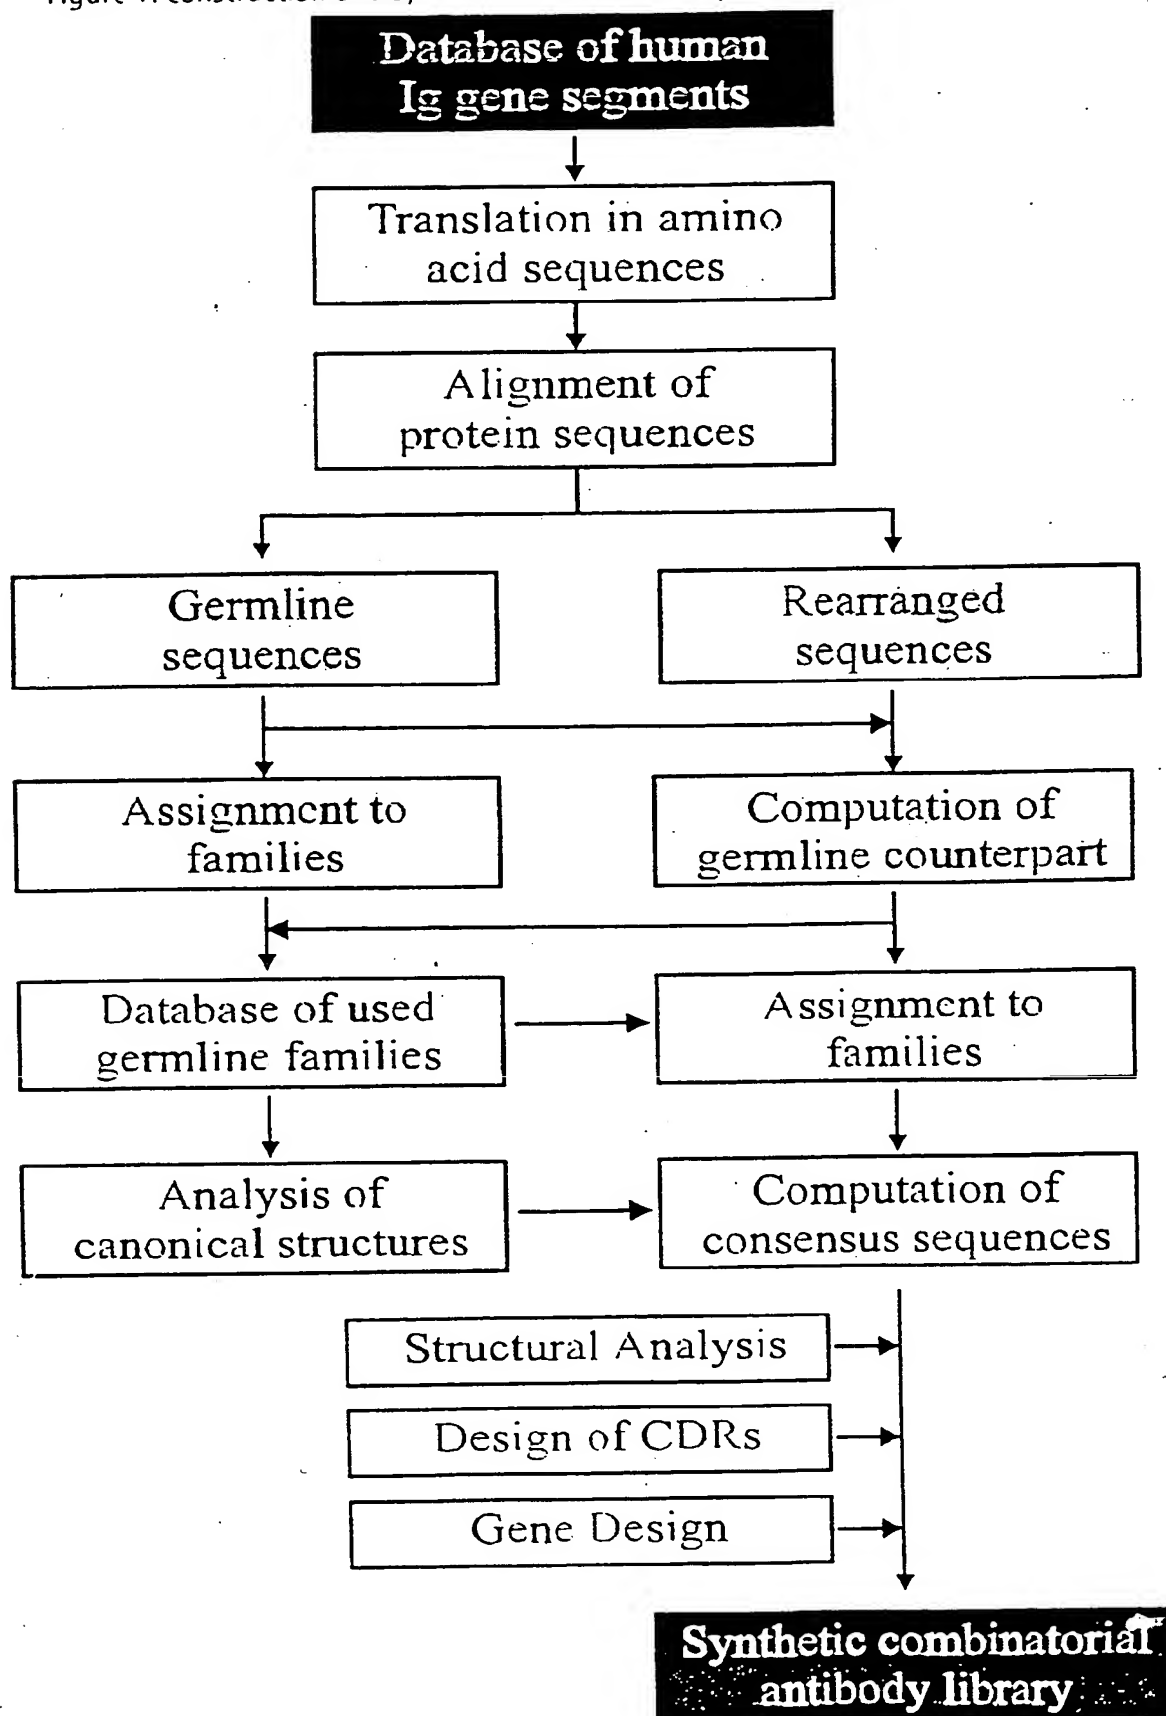 Database of human
Ig gene segments
Translation in amino
acid sequences
Alignment of
protein sequences
Germline
sequences
Rearranged
sequences
Assignment to
families
Computation of
germline counterpart
Database of used
germline families
Assignment to
families
Analysis of
canonical structures
Computation of
consensus sequences
Structural Analysis
Design of CDRs
Gene Design
Synthetic combinatorial
antibody library